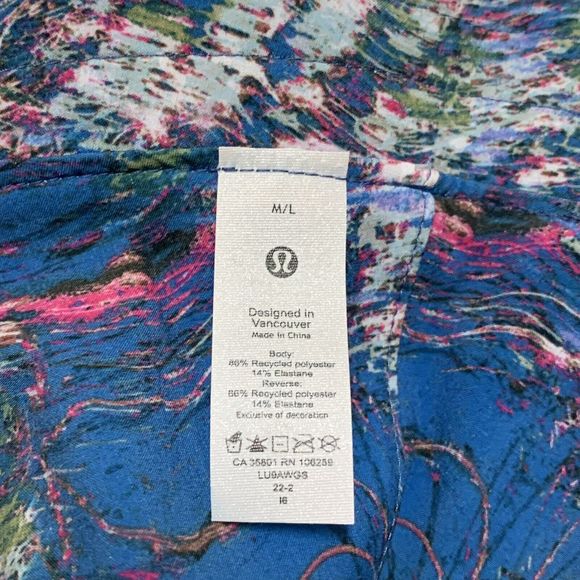 M/L
Designed in
Vancouver
Made in China
Body:
86% Recycled polyester
14% Elastane
Reverse:
86% Recycled polyester
14% Elastane
Exclusive of decoration
CA 35801 RN 106259
LU9AWGS
22-2
I6